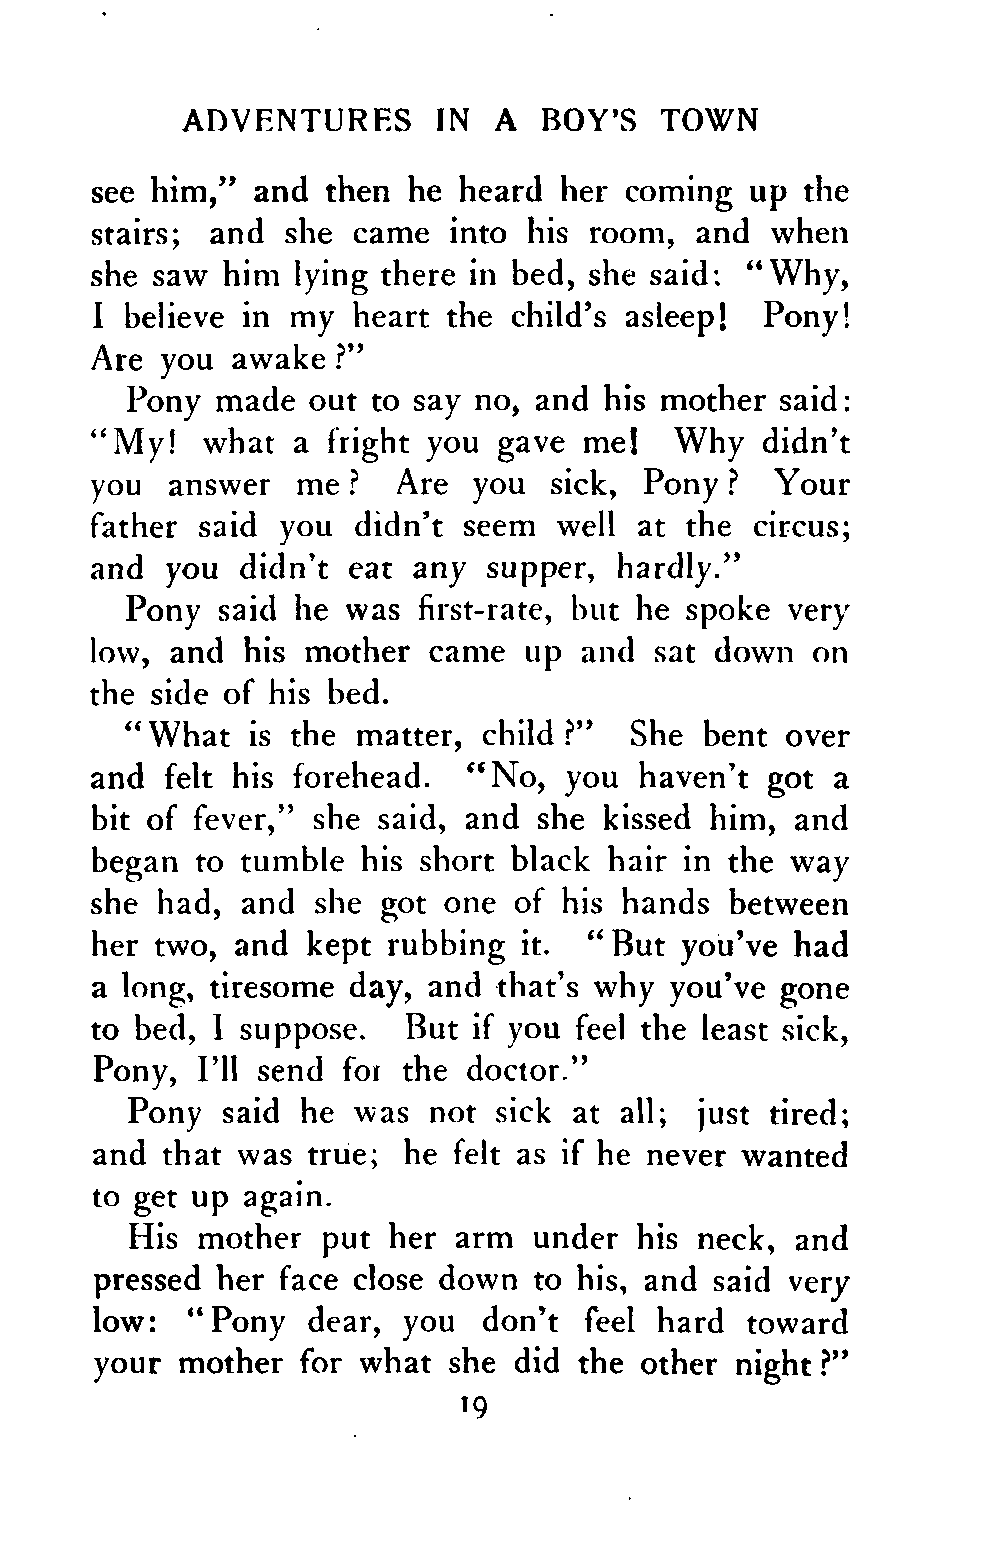 ADVENTURES IN A BOY'S TOWN
see him," and then he heard her coming up the
stairs; and she came into his room, and when
she saw him lying there in bed, she said: "Why,
I believe in my heart the child's asleep! Pony!
Are you awake?"
Pony made out to say no, and his mother said:
"My! what a fright you gave me! Why didn't
you answer me? Are you sick, Pony? Your
father said you didn't seem well at the circus;
and you didn't eat any supper, hardly."
Pony said he was first-rate, but he spoke very
low, and his mother came up and sat down on
the side of his bed.
"What is the matter, child?" She bent over
and felt his forehead. "No, you haven't got a
bit of fever," she said, and she kissed him, and
began to tumble his short black hair in the way
she had, and she got one of his hands between
her two, and kept rubbing it. "But you've had
a long, tiresome day, and that's why you've gone
to bed, I suppose. But if you feel the least sick,
Pony, I'll send for the doctor."
Pony said he was not sick at all; just tired;
and that was true; he felt as if he never wanted
to get up again.
His mother put her arm under his neck, and
pressed her face close down to his, and said very
low: "Pony dear, you don't feel hard toward
your mother for what she did the other night?"
19